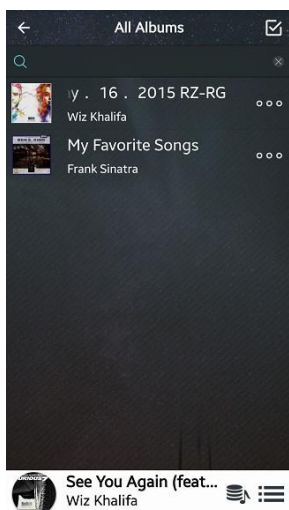 All Albums
y . 16 . 2015 RZ-RG
Wiz Khalifa
My Favorite Songs
Frank Sinatra
FURIOUS7
See You Again (feat...
Wiz Khalifa